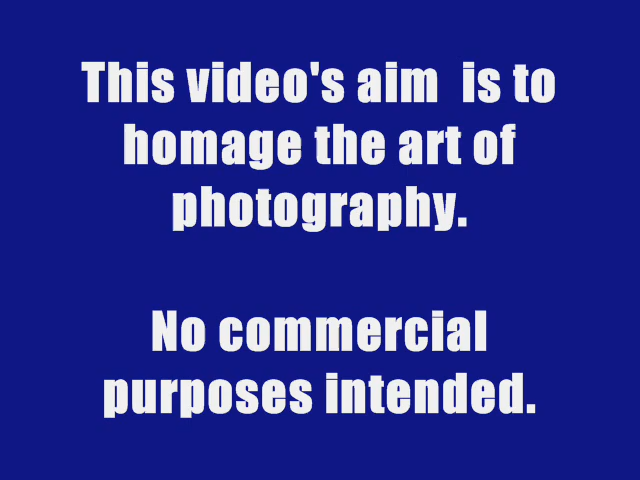 This video's aim  is to
homage the art of
photography.
No commercial
purposes intended.